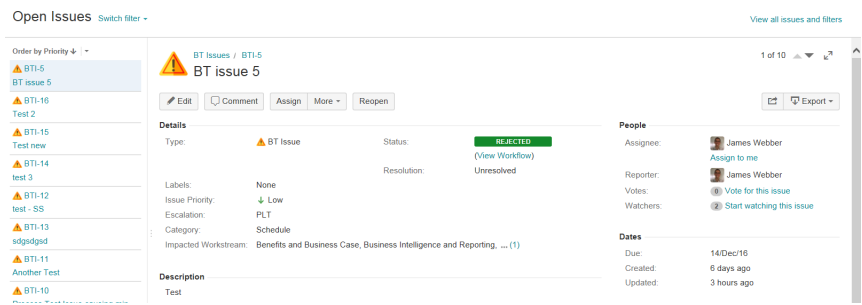 Open Issues Switch filter
View all issues and filters
Order by Priority
BTI-5
BT issue 5
BTI-16
Test 2
BTI-15
Test new
BTI-14
test 3
BTI-12
test - SS
BTI-13
sdgsdgsd
BTI-11
Another Test
BTI-10
BT Issues / BTI-5
BT issue 5
1 of 10
Edit Comment Assign More Reopen
Export
Details
Type: BT Issue
Status: REJECTED
(View Workflow)
Resolution: Unresolved
Labels: None
Issue Priority: Low
Escalation: PLT
Category: Schedule
Impacted Workstream: Benefits and Business Case, Business Intelligence and Reporting, ... (1)
Description
Test
People
Assignee: James Webber
Assign to me
Reporter: James Webber
Votes: 0 Vote for this issue
Watchers: 2 Start watching this issue
Dates
Due: 14/Dec/16
Created: 6 days ago
Updated: 3 hours ago